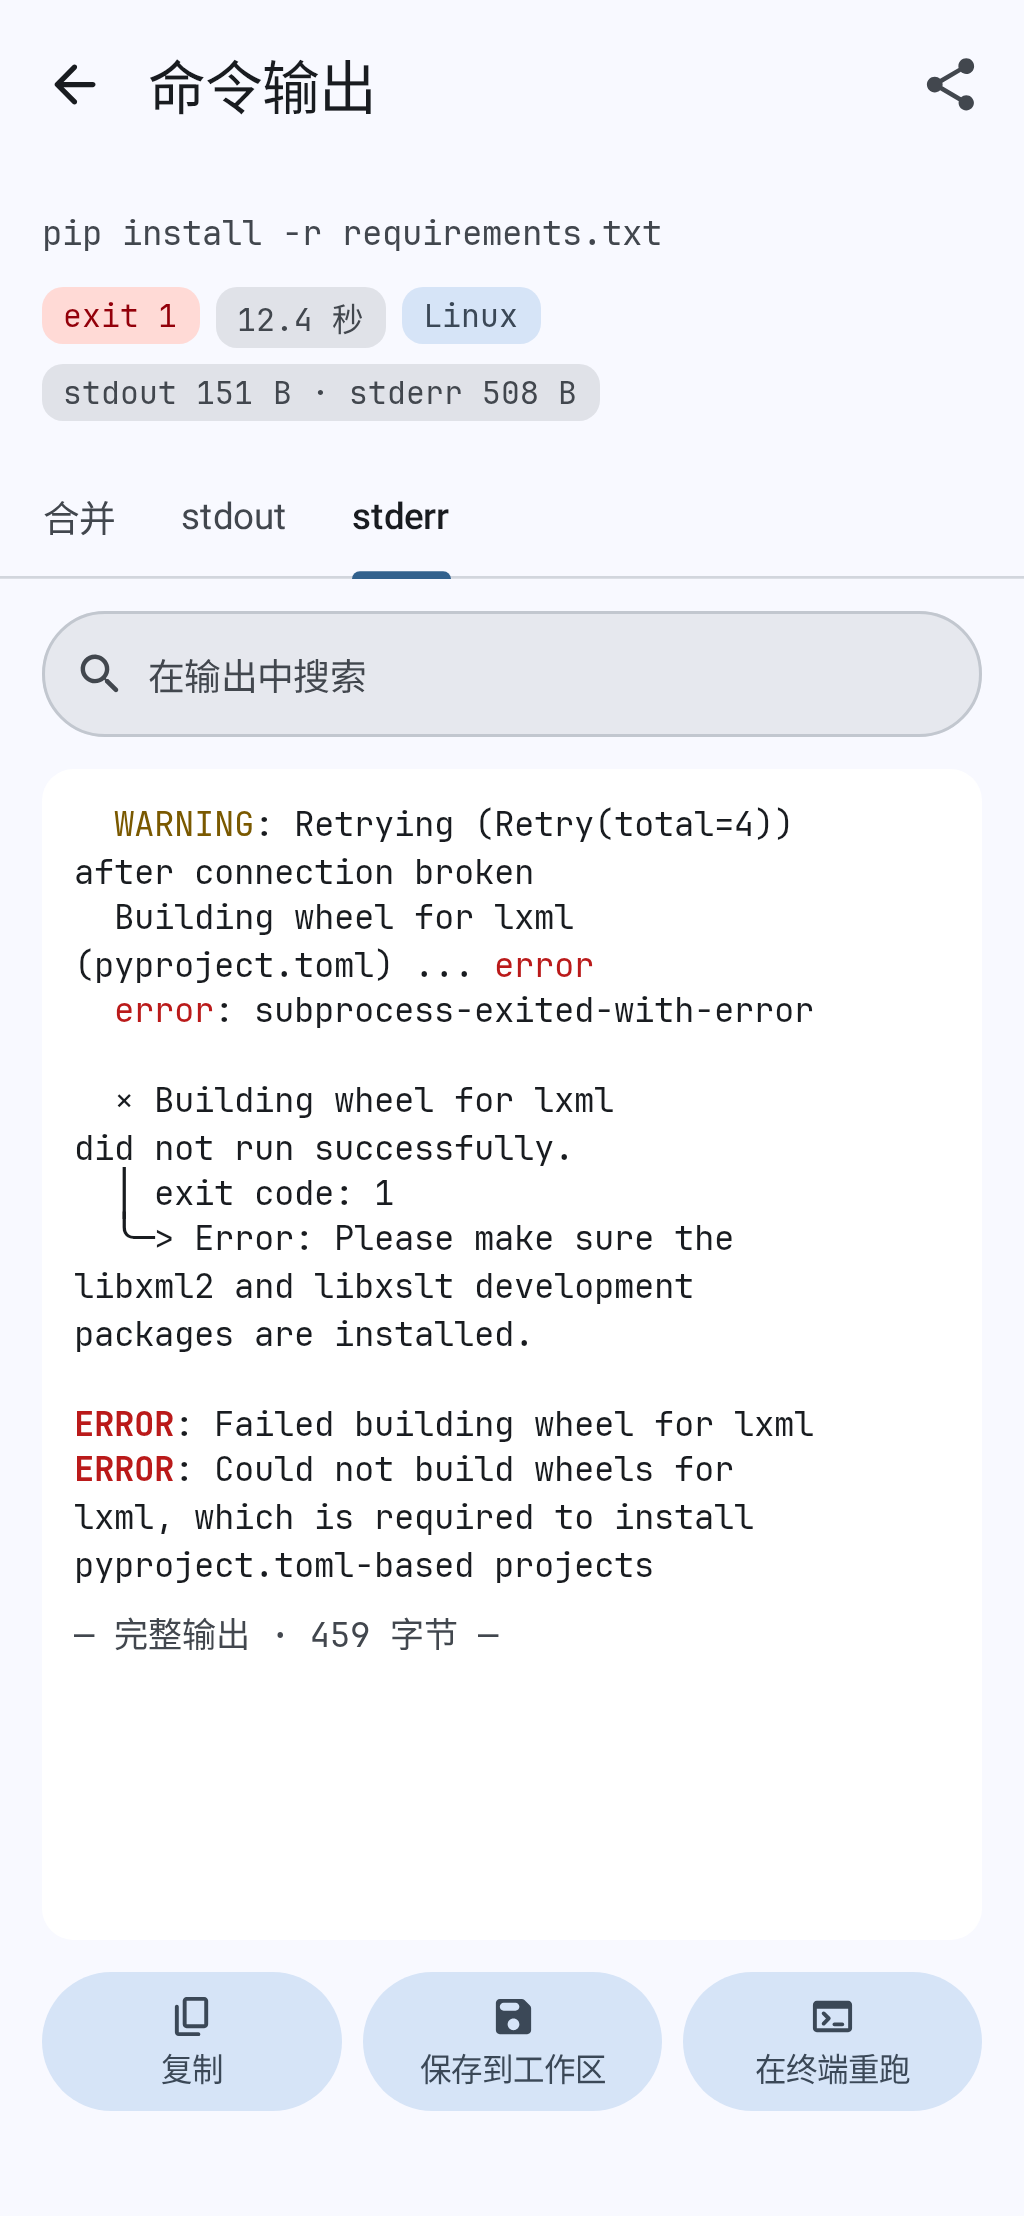 命令输出
pip install -r requirements.txt
exit 1
12.4 秒
Linux
stdout 151 B · stderr 508 B
合并
stdout
stderr
在输出中搜索
  WARNING: Retrying (Retry(total=4))
after connection broken
  Building wheel for lxml
(pyproject.toml) ... error
  error: subprocess-exited-with-error

  × Building wheel for lxml
did not run successfully.
  │ exit code: 1
  ╰─> Error: Please make sure the
libxml2 and libxslt development
packages are installed.

ERROR: Failed building wheel for lxml
ERROR: Could not build wheels for
lxml, which is required to install
pyproject.toml-based projects
— 完整输出 · 459 字节 —
复制
保存到工作区
在终端重跑